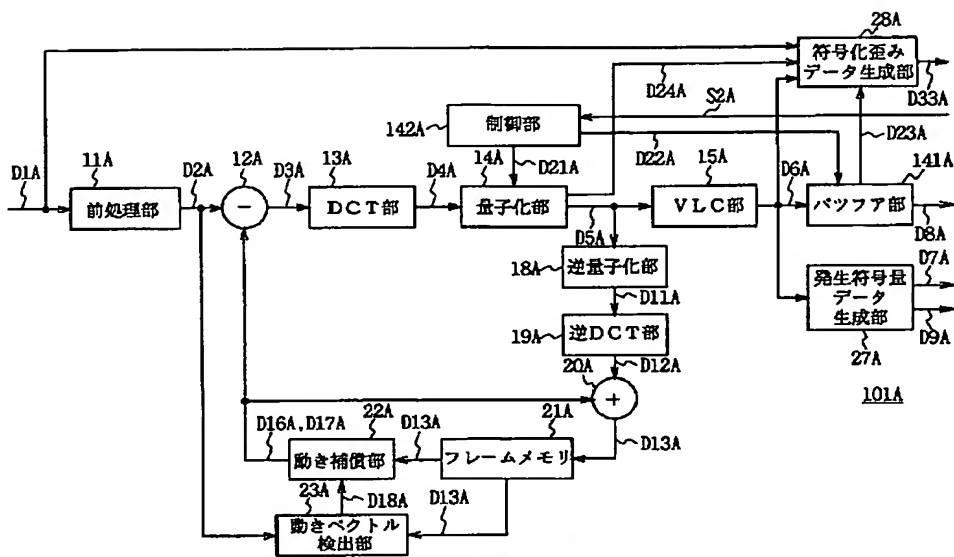 28A
符号化歪み
データ生成部
D33A
D24A
S2A
142A
制御部
D22A
D23A
11A
D2A
12A
D3A
13A
D4A
14A
D21A
15A
D6A
141A
D1A
前処理部
−
DCT部
量子化部
D5A
VLC部
バツフア部
D8A
D7A
18A
逆量子化部
発生符号量
データ
生成部
D11A
D9A
19A
逆DCT部
27A
20A
D12A
101A
+
D16A,D17A
22A
D13A
21A
D13A
動き補償部
フレームメモリ
23A
D18A
D13A
動きベクトル
検出部